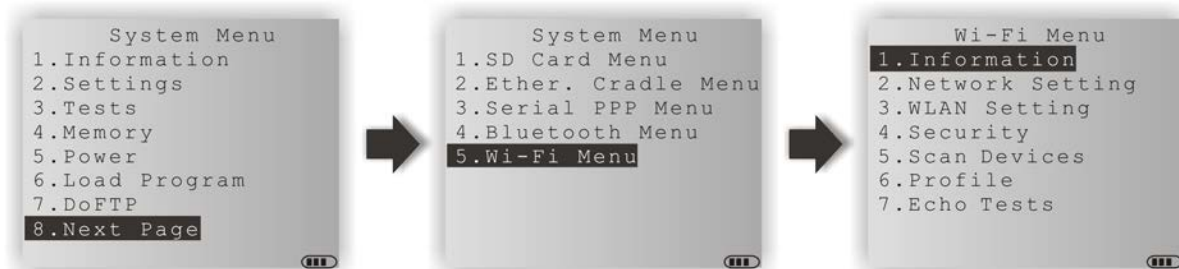 System Menu
1.Information
2.Settings
3.Tests
4.Memory
5.Power
6.Load Program
7.DoFTP
8.Next Page
System Menu
1.SD Card Menu
2.Ether. Cradle Menu
3.Serial PPP Menu
4.Bluetooth Menu
5.Wi-Fi Menu
Wi-Fi Menu
1.Information
2.Network Setting
3.WLAN Setting
4.Security
5.Scan Devices
6.Profile
7.Echo Tests